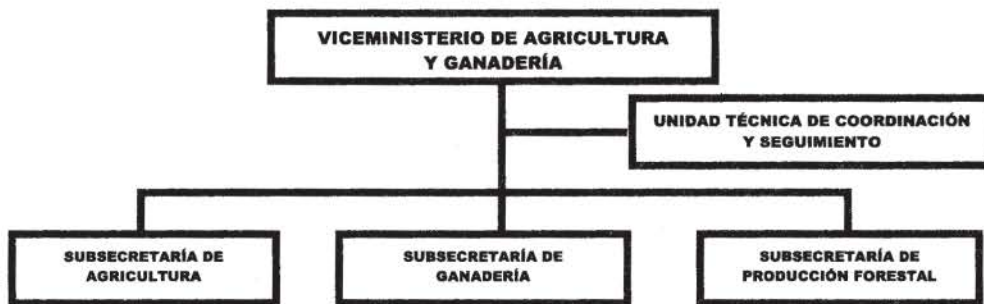 VICEMINISTERIO DE AGRICULTURA
Y GANADERÍA
UNIDAD TÉCNICA DE COORDINACIÓN
Y SEGUIMIENTO
SUBSECRETARÍA DE
AGRICULTURA
SUBSECRETARÍA DE
GANADERÍA
SUBSECRETARÍA DE
PRODUCCIÓN FORESTAL